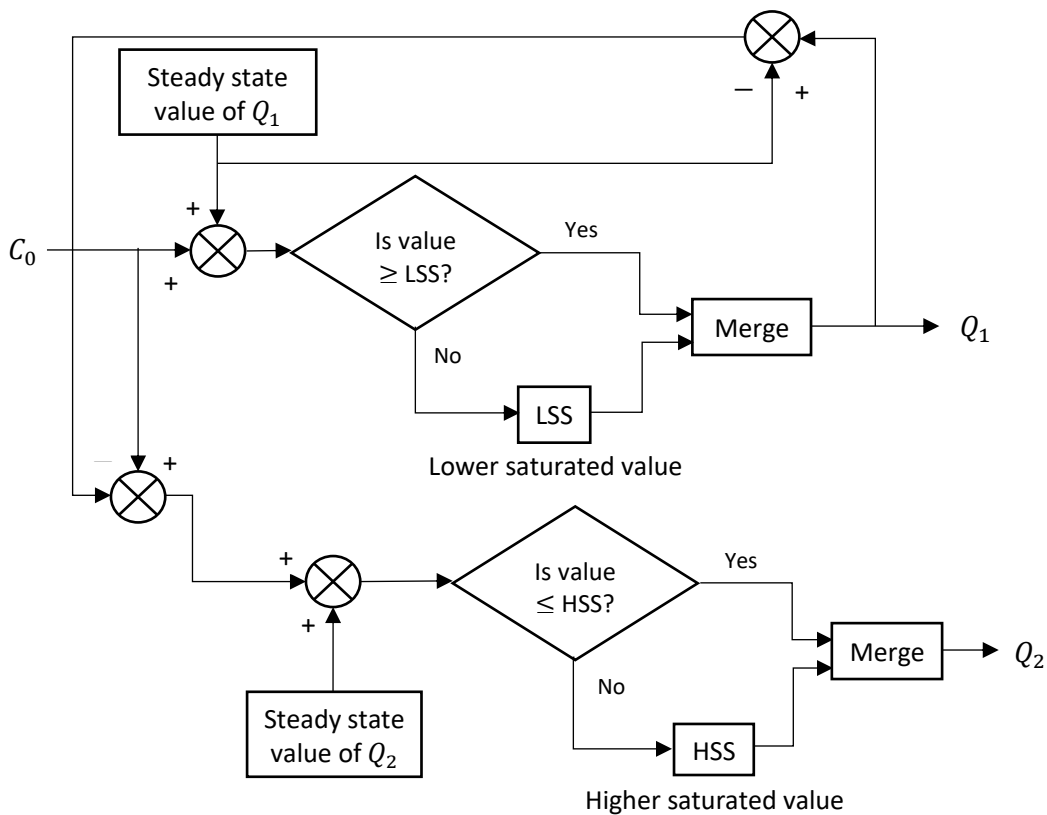 Steady state
value of Q₁
− +
+
C₀
+
Is value
≥ LSS?
Yes
No
Merge
Q₁
LSS
Lower saturated value
− +
+
+
Is value
≤ HSS?
Yes
No
Merge
Q₂
Steady state
value of Q₂
HSS
Higher saturated value